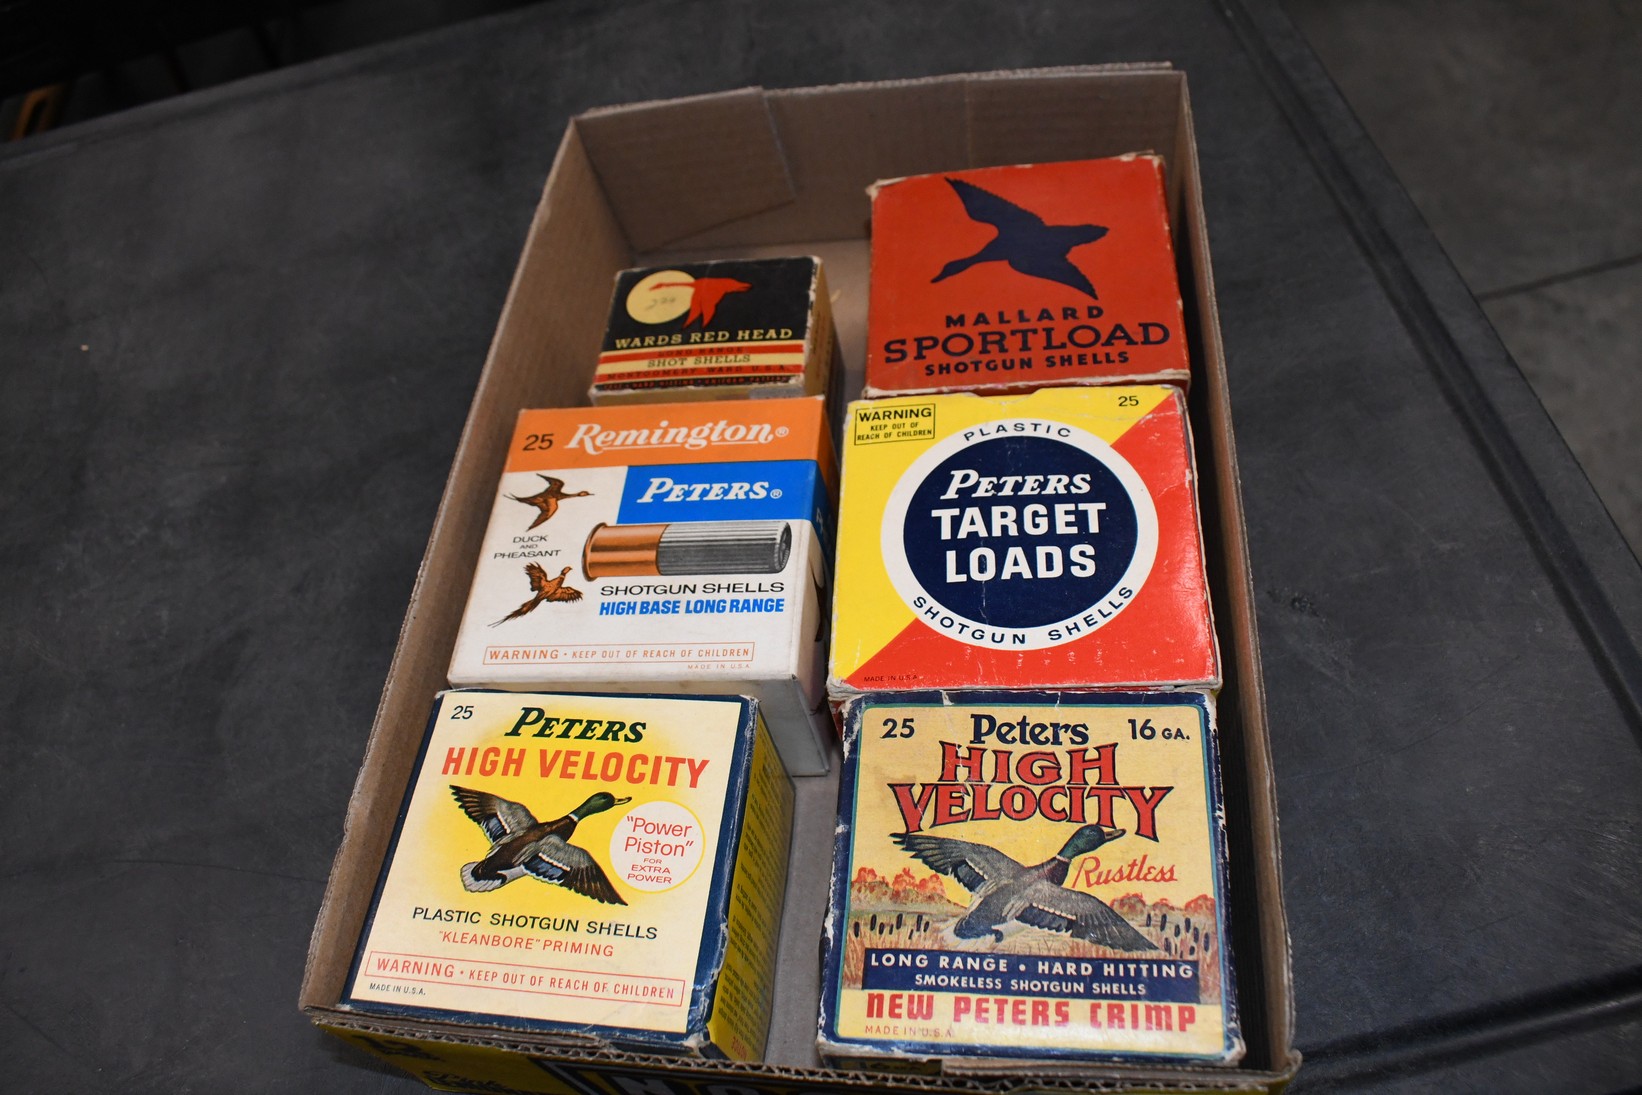 WARDS RED HEAD
LONG RANGE
SHOT SHELLS
MONTGOMERY WARD U.S.A.
MALLARD
SPORTLOAD
SHOTGUN SHELLS
25 Remington®
PETERS®
DUCK
AND
PHEASANT
SHOTGUN SHELLS
HIGH BASE LONG RANGE
WARNING • KEEP OUT OF REACH OF CHILDREN
MADE IN U.S.A.
WARNING
KEEP OUT OF
REACH OF CHILDREN
25
PLASTIC
PETERS
TARGET
LOADS
SHOTGUN SHELLS
MADE IN U.S.A.
25
PETERS
HIGH VELOCITY
"Power
Piston"
FOR
EXTRA
POWER
PLASTIC SHOTGUN SHELLS
"KLEANBORE" PRIMING
WARNING • KEEP OUT OF REACH OF CHILDREN
MADE IN U.S.A.
25 Peters 16 GA.
HIGH
VELOCITY
Rustless
LONG RANGE • HARD HITTING
SMOKELESS SHOTGUN SHELLS
NEW PETERS CRIMP
MADE IN U.S.A.